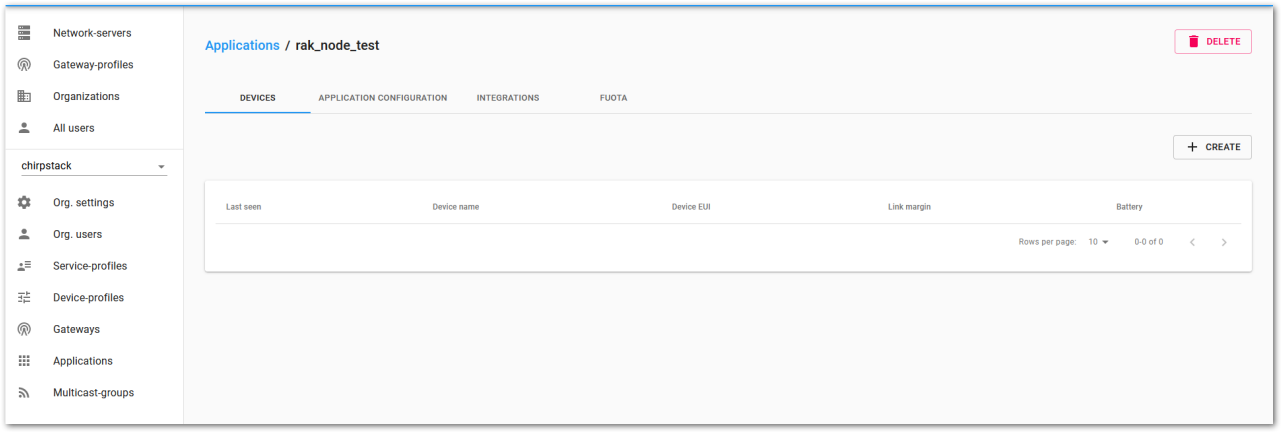 Network-servers
Gateway-profiles
Organizations
All users
chirpstack
Org. settings
Org. users
Service-profiles
Device-profiles
Gateways
Applications
Multicast-groups
Applications / rak_node_test
DELETE
DEVICES APPLICATION CONFIGURATION INTEGRATIONS FUOTA
+ CREATE
Last seen Device name Device EUI Link margin Battery
Rows per page: 10 0-0 of 0